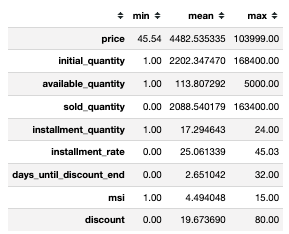 min mean max
price 45.54 4482.535335 103999.00
initial_quantity 1.00 2202.347470 168400.00
available_quantity 1.00 113.807292 5000.00
sold_quantity 0.00 2088.540179 163400.00
installment_quantity 1.00 17.294643 24.00
installment_rate 0.00 25.061339 45.03
days_until_discount_end 0.00 2.651042 32.00
msi 1.00 4.494048 15.00
discount 0.00 19.673690 80.00